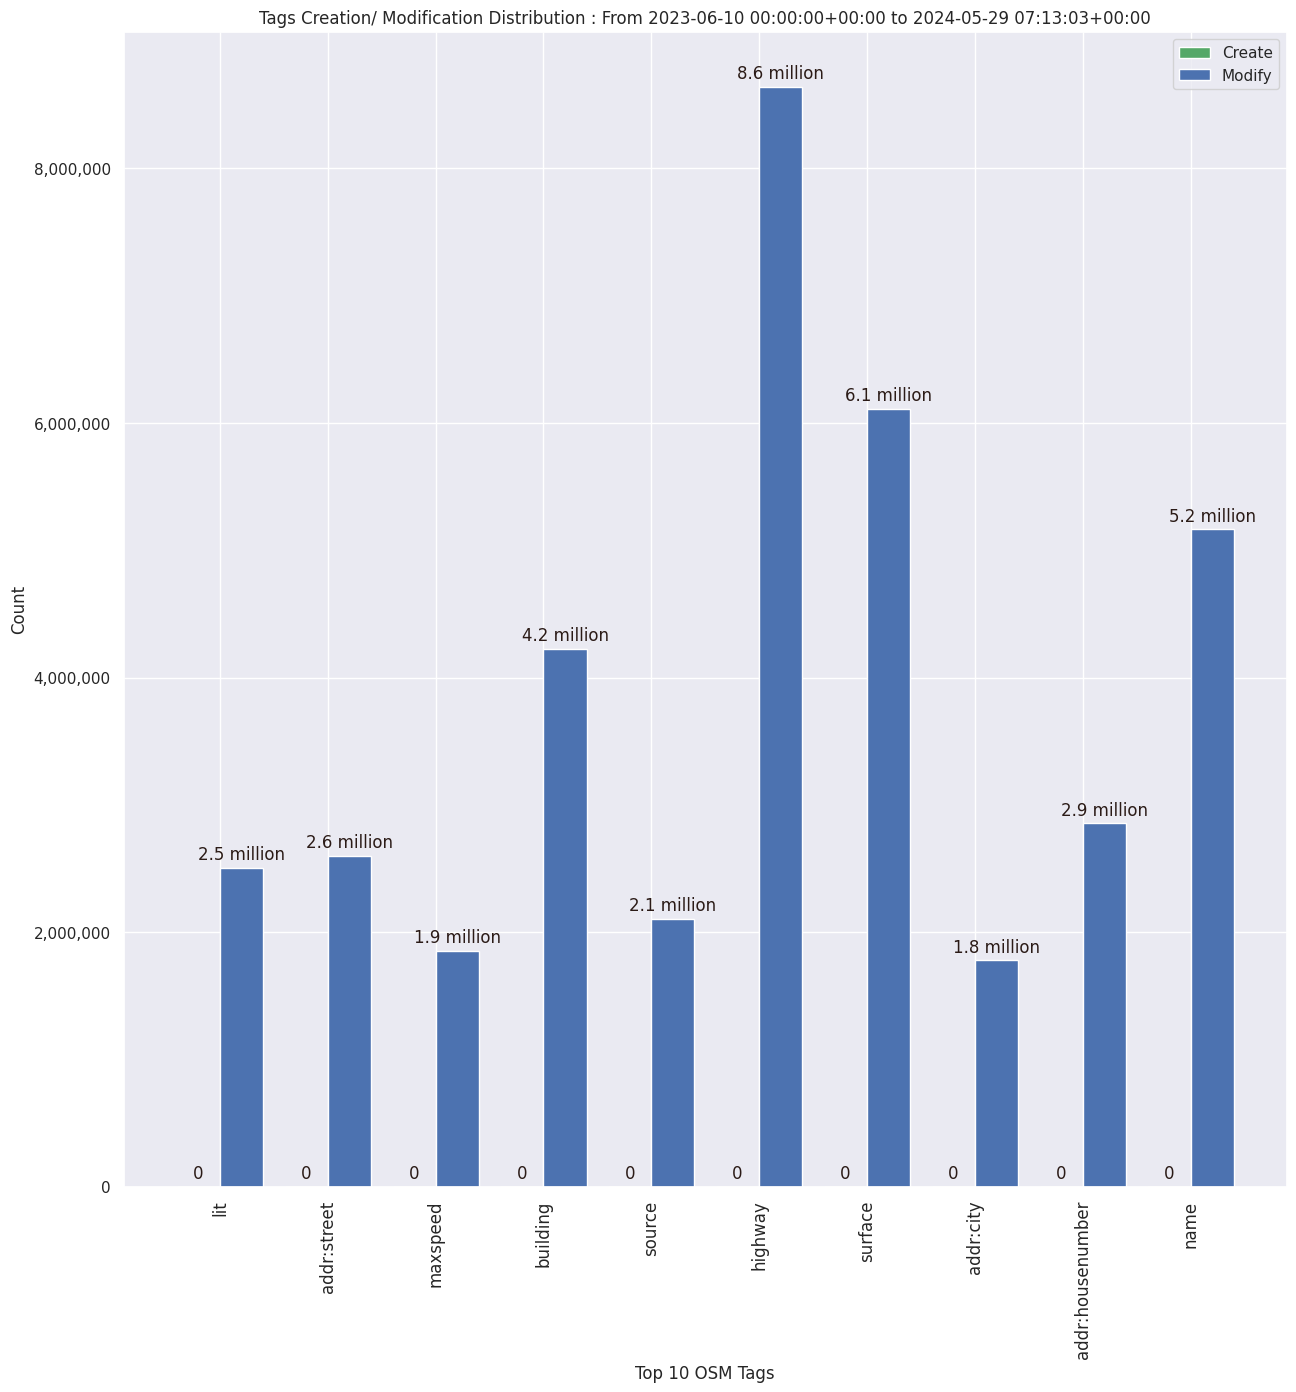 Tags Creation/ Modification Distribution : From 2023-06-10 00:00:00+00:00 to 2024-05-29 07:13:03+00:00
Create
Modify
8.6 million
8,000,000
6.1 million
6,000,000
5.2 million
Count
4.2 million
4,000,000
2.9 million
2.6 million
2.5 million
2.1 million
2,000,000
1.9 million
1.8 million
0 0 0 0 0 0 0 0 0 0
0
lit
addr:street
maxspeed
building
source
highway
surface
addr:city
addr:housenumber
name
Top 10 OSM Tags